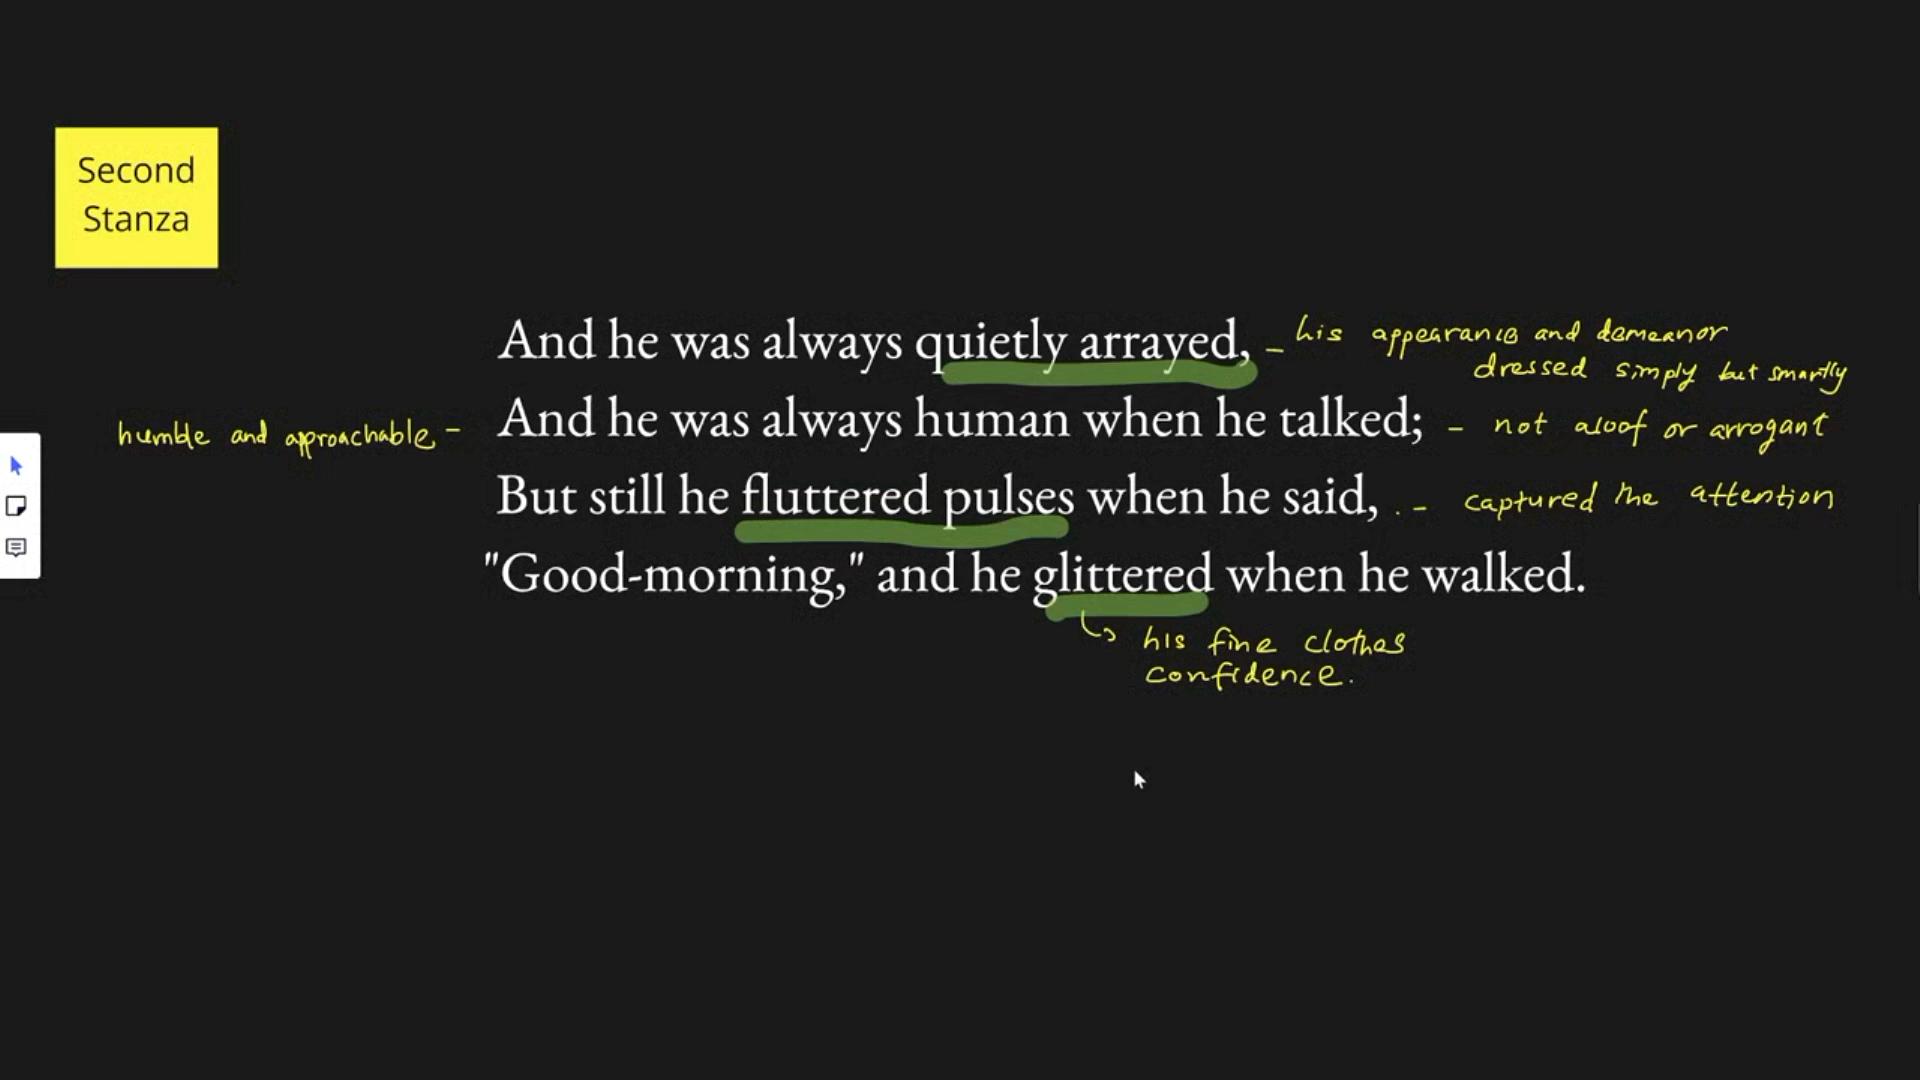 Second
Stanza
And he was always quietly arrayed, - his appearance and demeanor
dressed simply but smartly
humble and approachable - And he was always human when he talked; - not aloof or arrogant
But still he fluttered pulses when he said, . - captured the attention
"Good-morning," and he glittered when he walked.
his fine clothes
confidence.